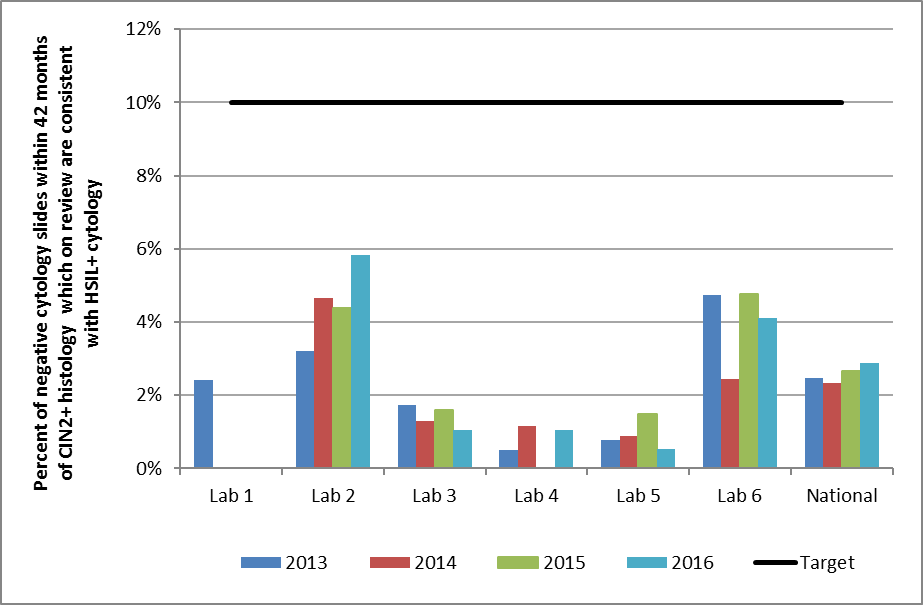 Percent of negative cytology slides within 42 months
of CIN2+ histology which on review are consistent
with HSIL+ cytology
12%
10%
8%
6%
4%
2%
0%
Lab 1 Lab 2 Lab 3 Lab 4 Lab 5 Lab 6 National
2013 2014 2015 2016 Target